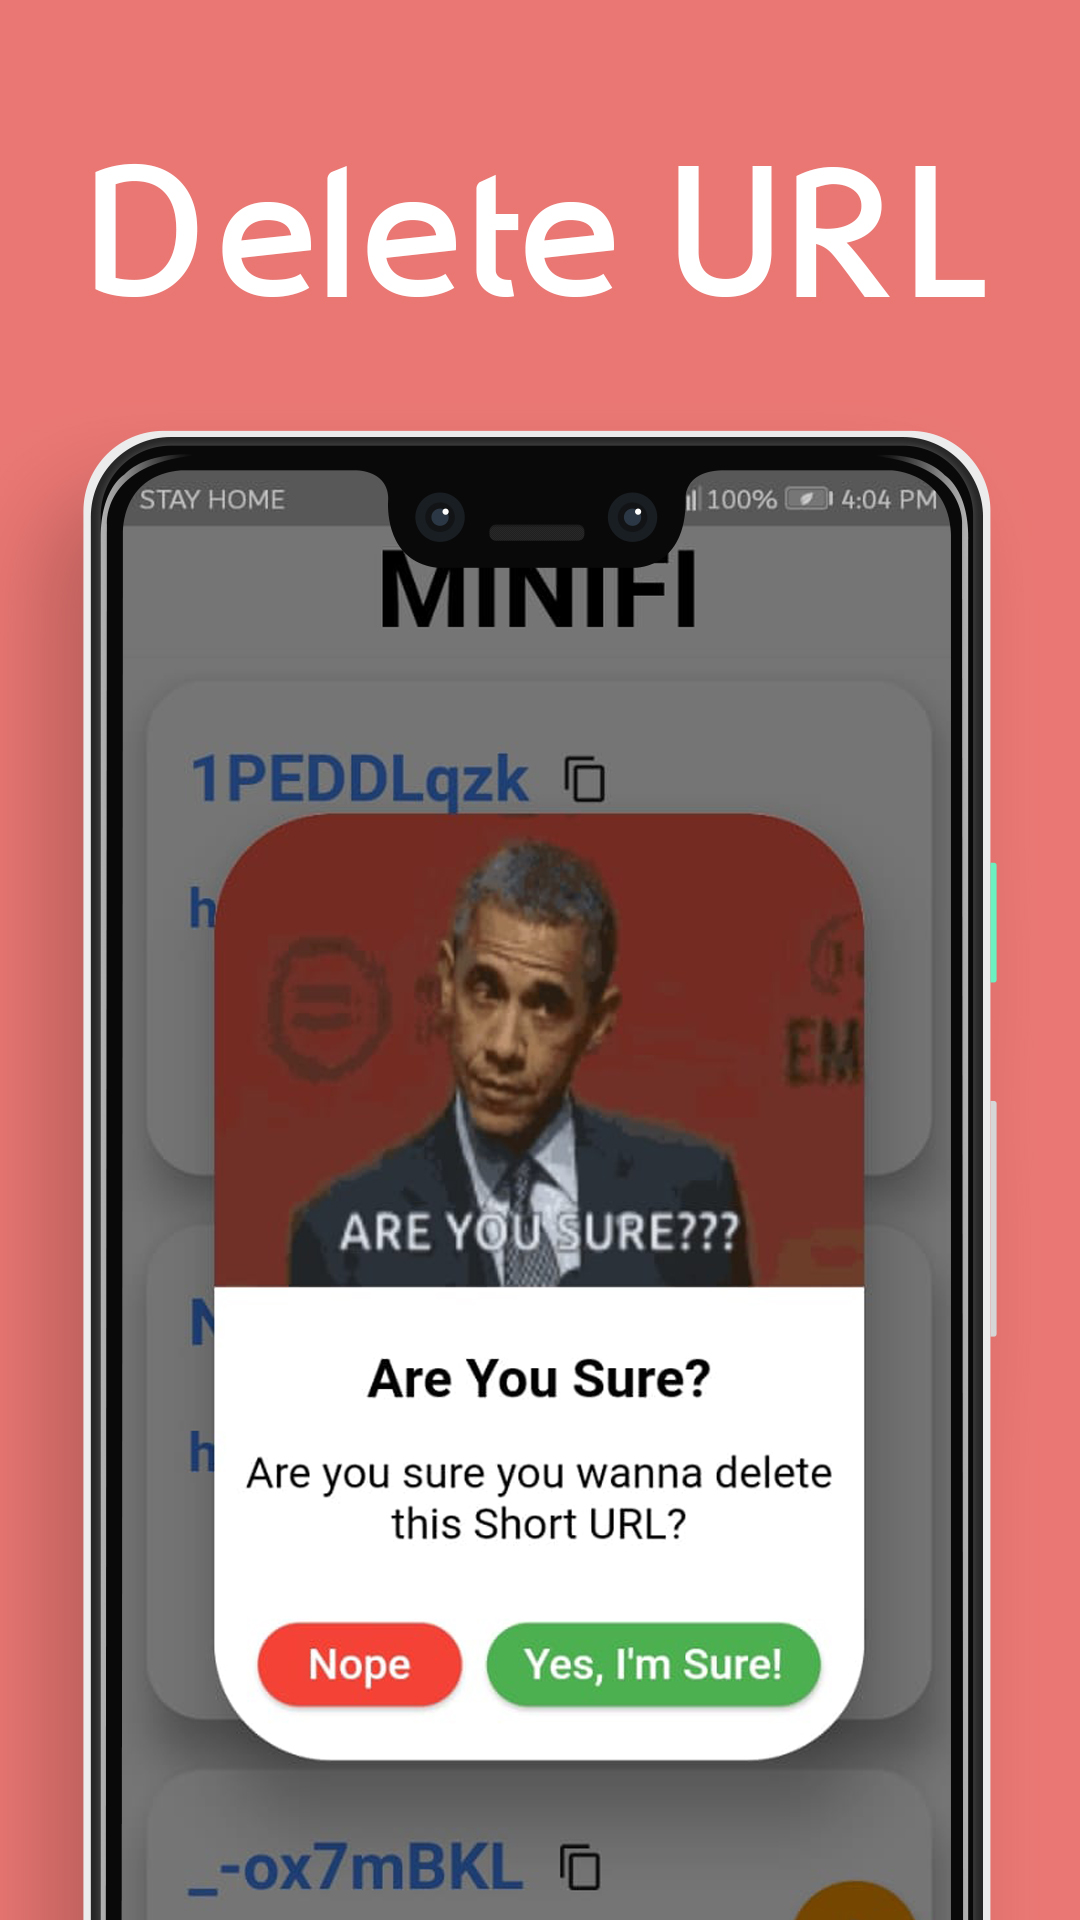 Delete URL
STAY HOME
100% 4:04 PM
MINIFI
1PEDDLqzk
h
EM
ARE YOU SURE???
N
Are You Sure?
h
Are you sure you wanna delete
this Short URL?
Nope
Yes, I'm Sure!
_-ox7mBKL